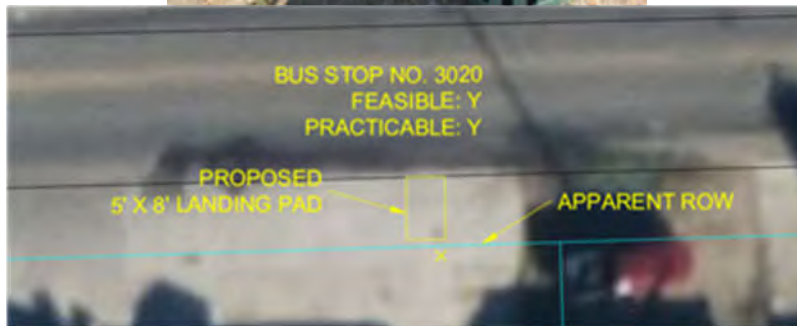 BUS STOP NO. 3020
FEASIBLE: Y
PRACTICABLE: Y
PROPOSED
5' X 8' LANDING PAD
APPARENT ROW